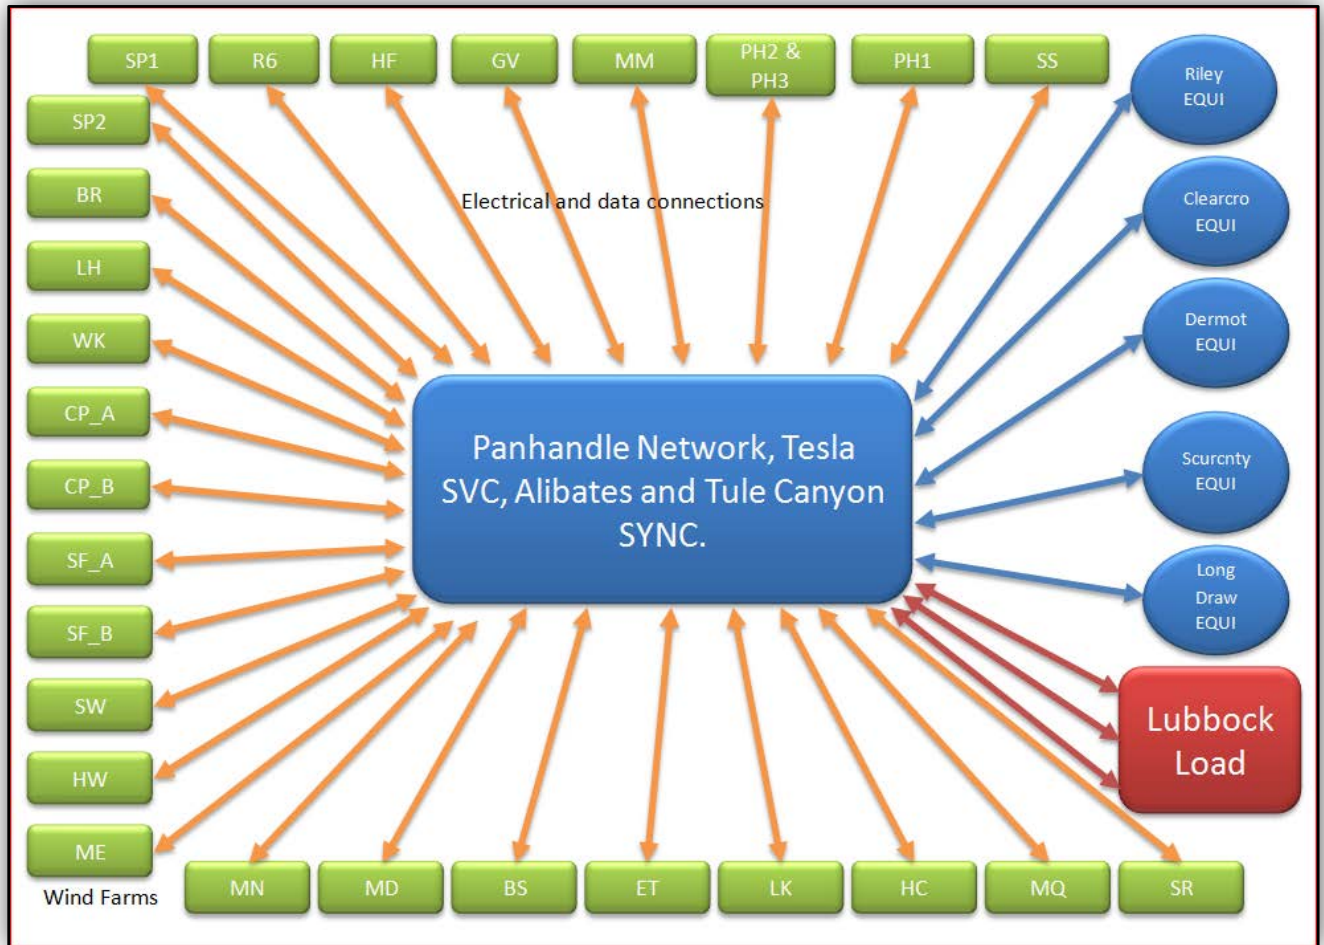 SP1
R6
HF
GV
MM
PH2 &
PH3
PH1
SS
Riley
EQUI
SP2
BR
LH
WK
CP_A
CP_B
SF_A
SF_B
SW
HW
ME
Wind Farms
Electrical and data connections
Clearcro
EQUI
Dermot
EQUI
Scurcnty
EQUI
Long
Draw
EQUI
Panhandle Network, Tesla
SVC, Alibates and Tule Canyon
SYNC.
Lubbock
Load
MN
MD
BS
ET
LK
HC
MQ
SR